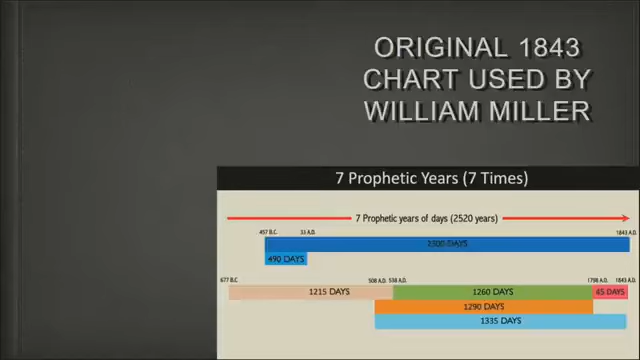 ORIGINAL 1843
CHART USED BY
WILLIAM MILLER
7 Prophetic Years (7 Times)
7 Prophetic years of days (2520 years)
457 B.C. 33 A.D. 1843 A.D.
2300 DAYS
490 DAYS
677 B.C. 508 A.D. 538 A.D. 1798 A.D. 1843 A.D.
1215 DAYS 1260 DAYS 45 DAYS
1290 DAYS
1335 DAYS